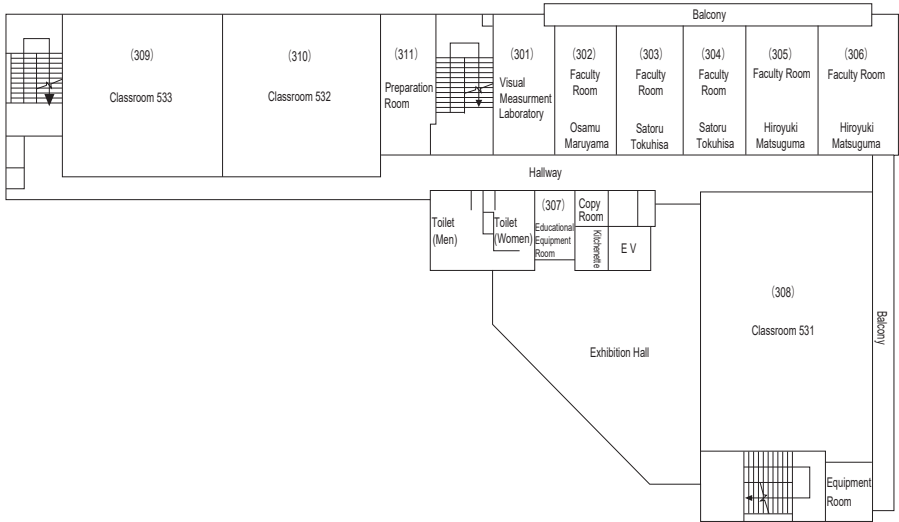 Balcony
(309)
Classroom 533
(310)
Classroom 532
(311)
Preparation
Room
(301)
Visual
Measurment
Laboratory
(302)
Faculty
Room
Osamu
Maruyama
(303)
Faculty
Room
Satoru
Tokuhisa
(304)
Faculty
Room
Satoru
Tokuhisa
(305)
Faculty Room
Hiroyuki
Matsuguma
(306)
Faculty Room
Hiroyuki
Matsuguma
Hallway
Toilet
(Men)
Toilet
(Women)
(307)
Educational
Equipment
Room
Copy
Room
Kitchenette
E V
(308)
Classroom 531
Balcony
Exhibition Hall
Equipment
Room